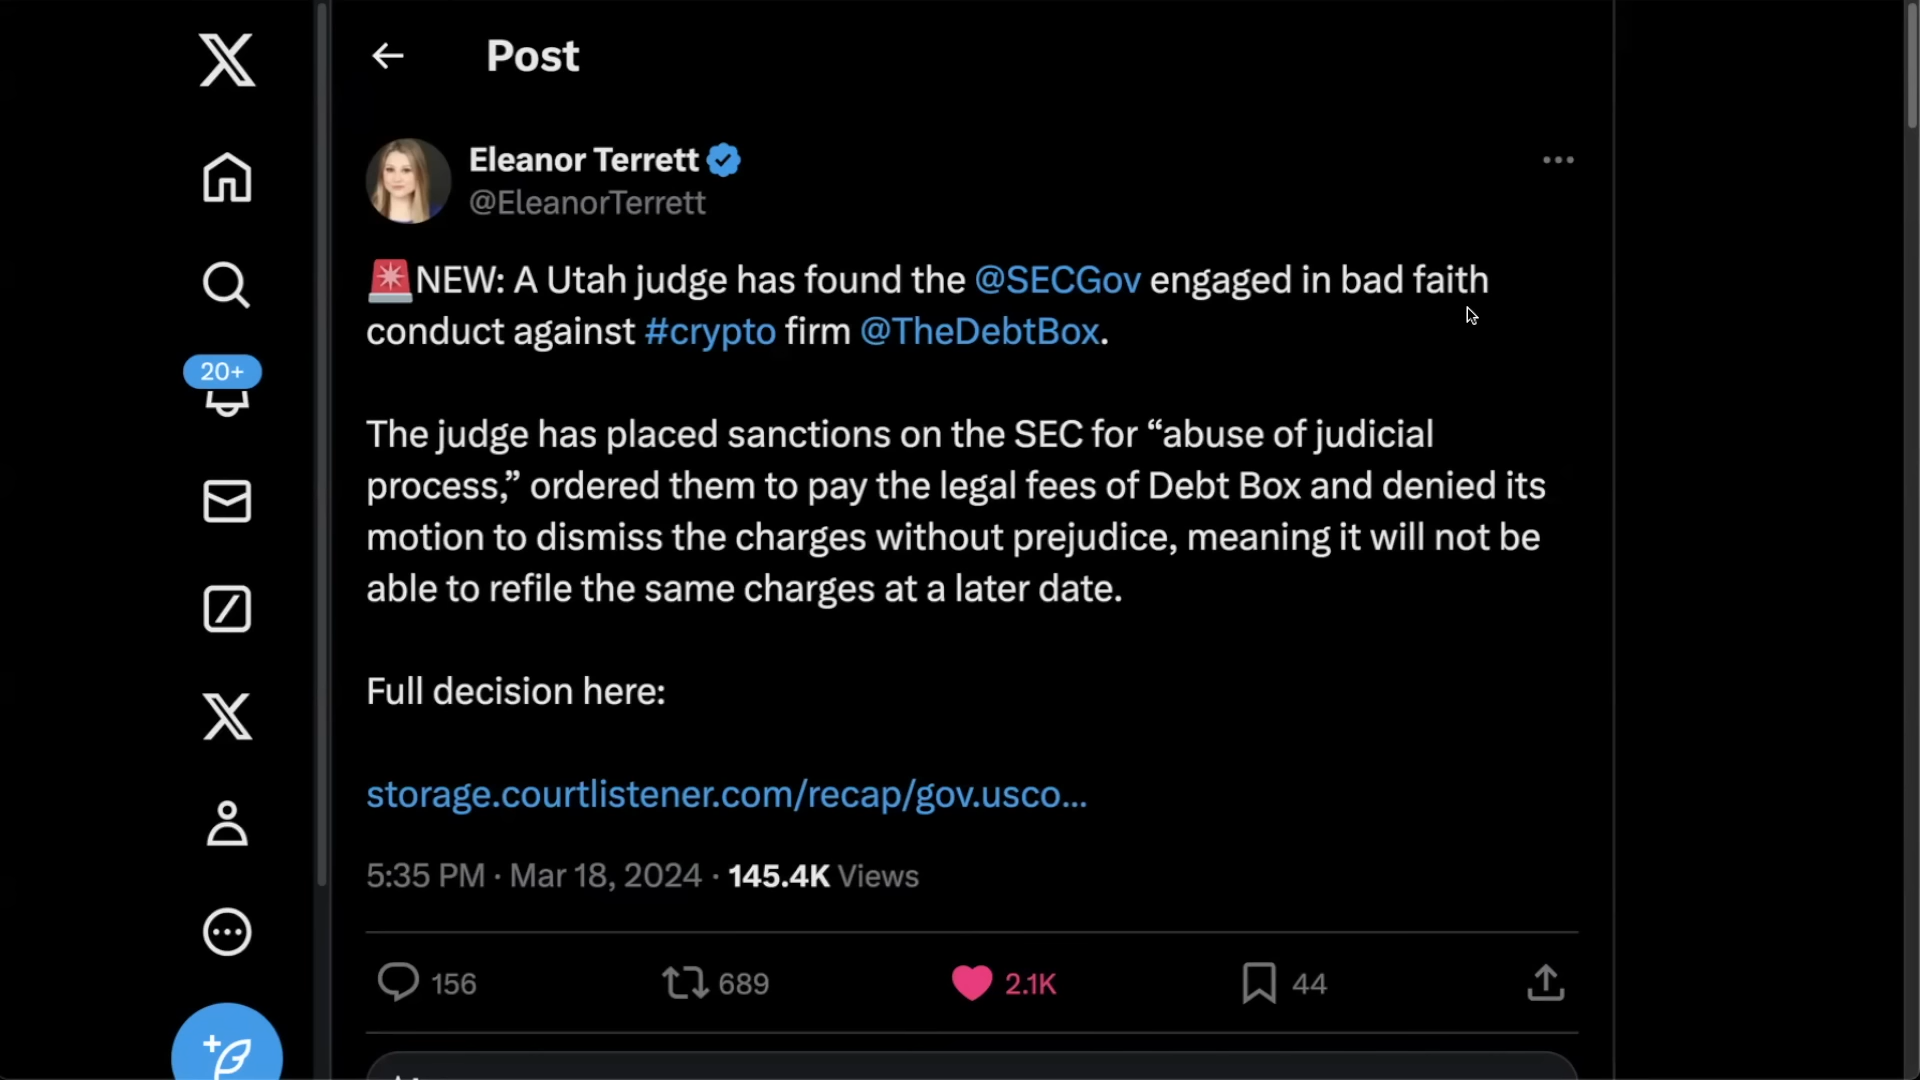 Post
Eleanor Terrett
@EleanorTerrett
🚨NEW: A Utah judge has found the @SECGov engaged in bad faith
conduct against #crypto firm @TheDebtBox.
20+
The judge has placed sanctions on the SEC for “abuse of judicial
process,” ordered them to pay the legal fees of Debt Box and denied its
motion to dismiss the charges without prejudice, meaning it will not be
able to refile the same charges at a later date.
Full decision here:
storage.courtlistener.com/recap/gov.usco...
5:35 PM · Mar 18, 2024 · 145.4K Views
156 689 2.1K 44